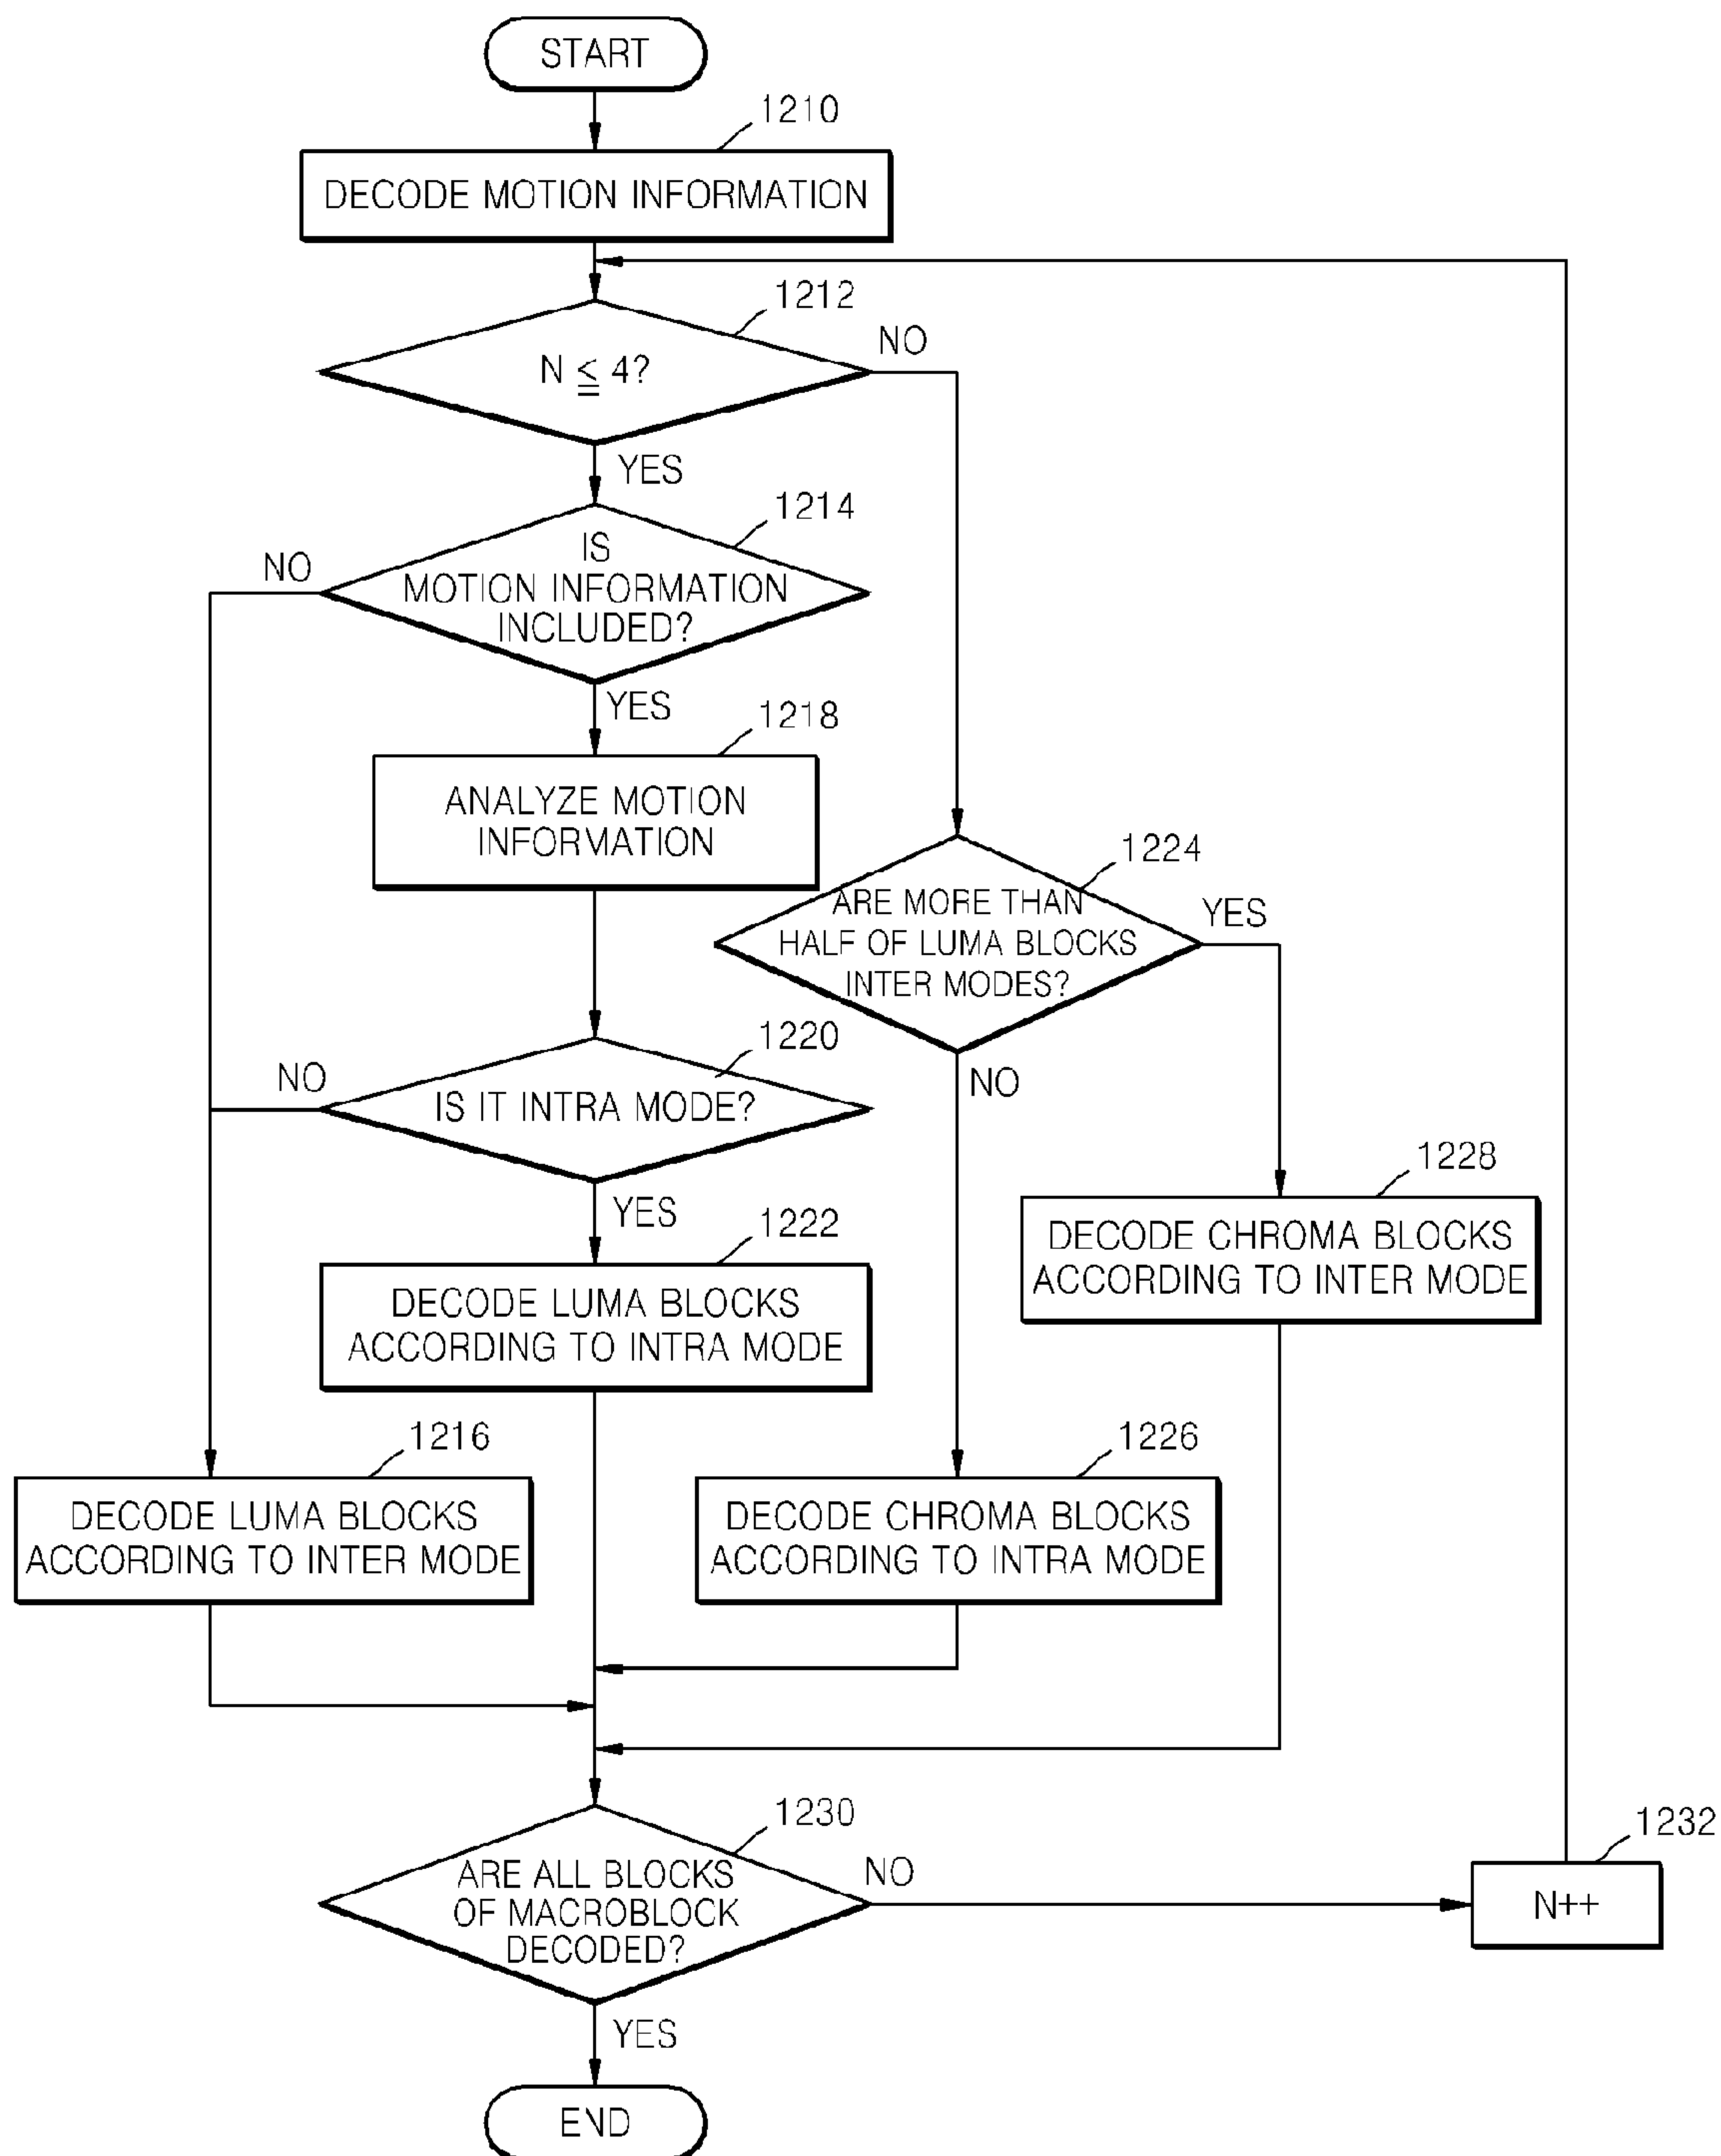 START
1210
DECODE MOTION INFORMATION
1212
N ≦ 4?
NO
YES
1214
IS
MOTION INFORMATION
INCLUDED?
NO
YES
1218
ANALYZE MOTION
INFORMATION
1224
ARE MORE THAN
HALF OF LUMA BLOCKS
INTER MODES?
YES
NO
1220
IS IT INTRA MODE?
NO
YES
1228
DECODE CHROMA BLOCKS
ACCORDING TO INTER MODE
1222
DECODE LUMA BLOCKS
ACCORDING TO INTRA MODE
1216
DECODE LUMA BLOCKS
ACCORDING TO INTER MODE
1226
DECODE CHROMA BLOCKS
ACCORDING TO INTRA MODE
1230
ARE ALL BLOCKS
OF MACROBLOCK
DECODED?
NO
1232
N++
YES
END